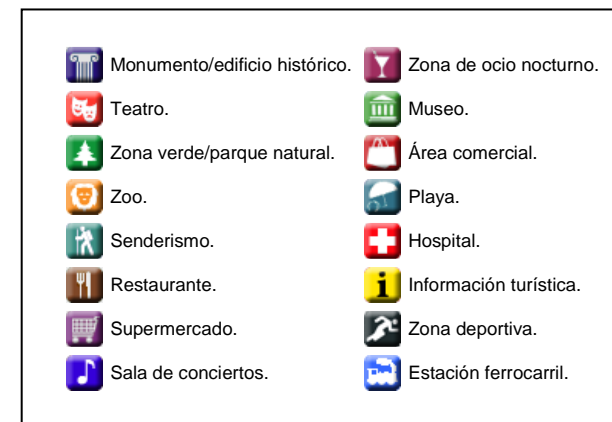 Monumento/edificio histórico.
Teatro.
Zona verde/parque natural.
Zoo.
Senderismo.
Restaurante.
Supermercado.
Sala de conciertos.
Zona de ocio nocturno.
Museo.
Área comercial.
Playa.
Hospital.
Información turística.
Zona deportiva.
Estación ferrocarril.